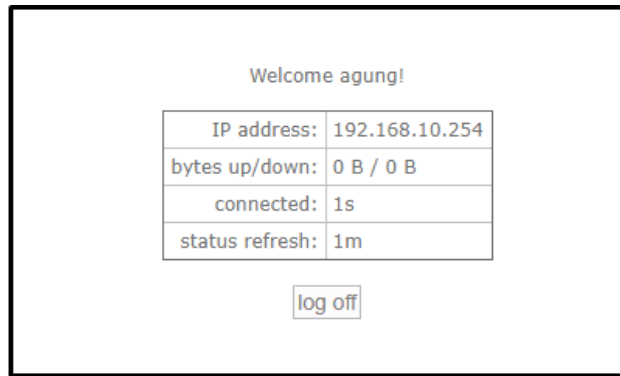 Welcome agung!
IP address: 192.168.10.254
bytes up/down: 0 B / 0 B
connected: 1s
status refresh: 1m
log off